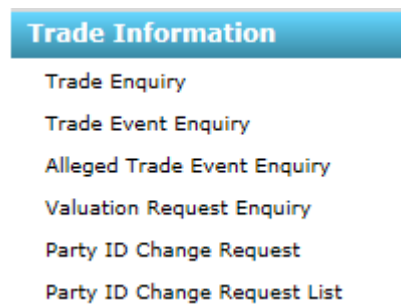 Trade Information
Trade Enquiry
Trade Event Enquiry
Alleged Trade Event Enquiry
Valuation Request Enquiry
Party ID Change Request
Party ID Change Request List